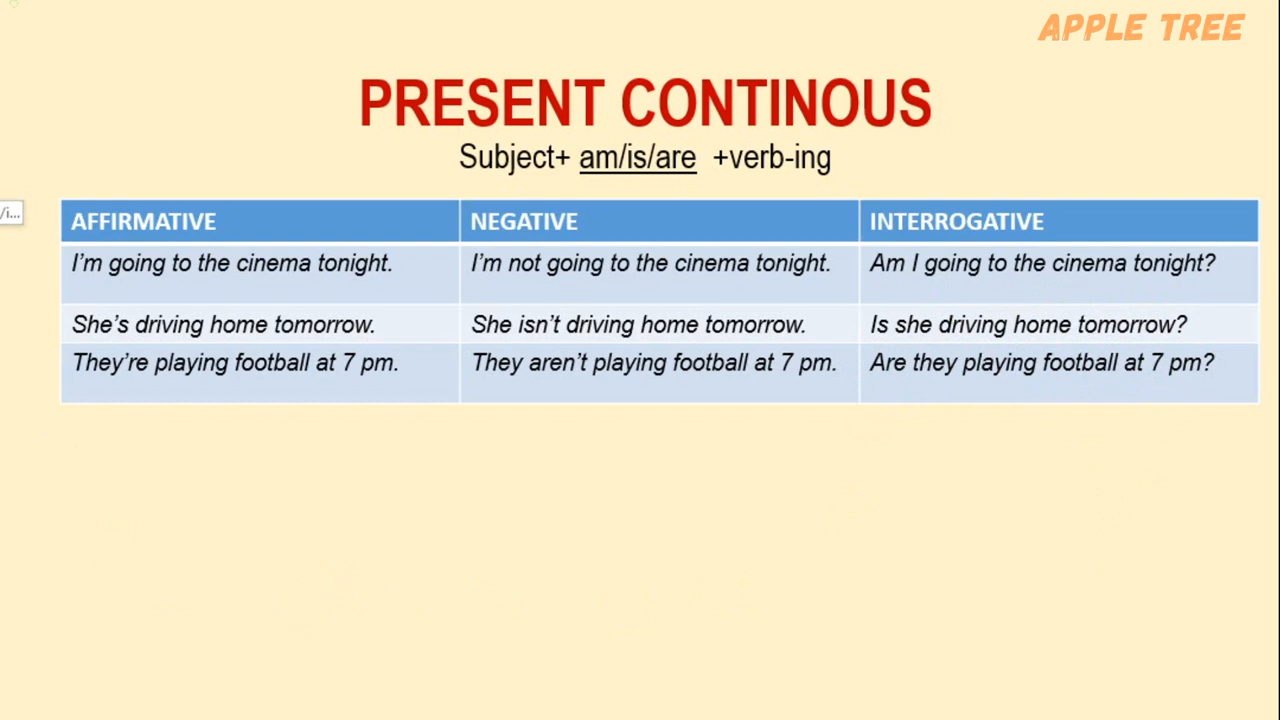 APPLE TREE
PRESENT CONTINOUS
Subject+ am/is/are +verb-ing
/i...
AFFIRMATIVE NEGATIVE INTERROGATIVE
I'm going to the cinema tonight. I'm not going to the cinema tonight. Am I going to the cinema tonight?
She's driving home tomorrow. She isn't driving home tomorrow. Is she driving home tomorrow?
They're playing football at 7 pm. They aren't playing football at 7 pm. Are they playing football at 7 pm?